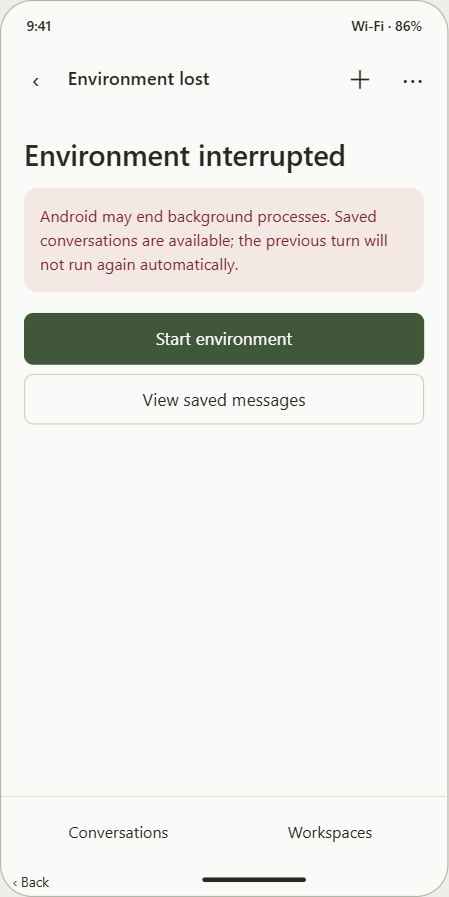 9:41
Wi-Fi · 86%
‹ Environment lost + ...
Environment interrupted
Android may end background processes. Saved
conversations are available; the previous turn will
not run again automatically.
Start environment
View saved messages
Conversations
Workspaces
‹ Back